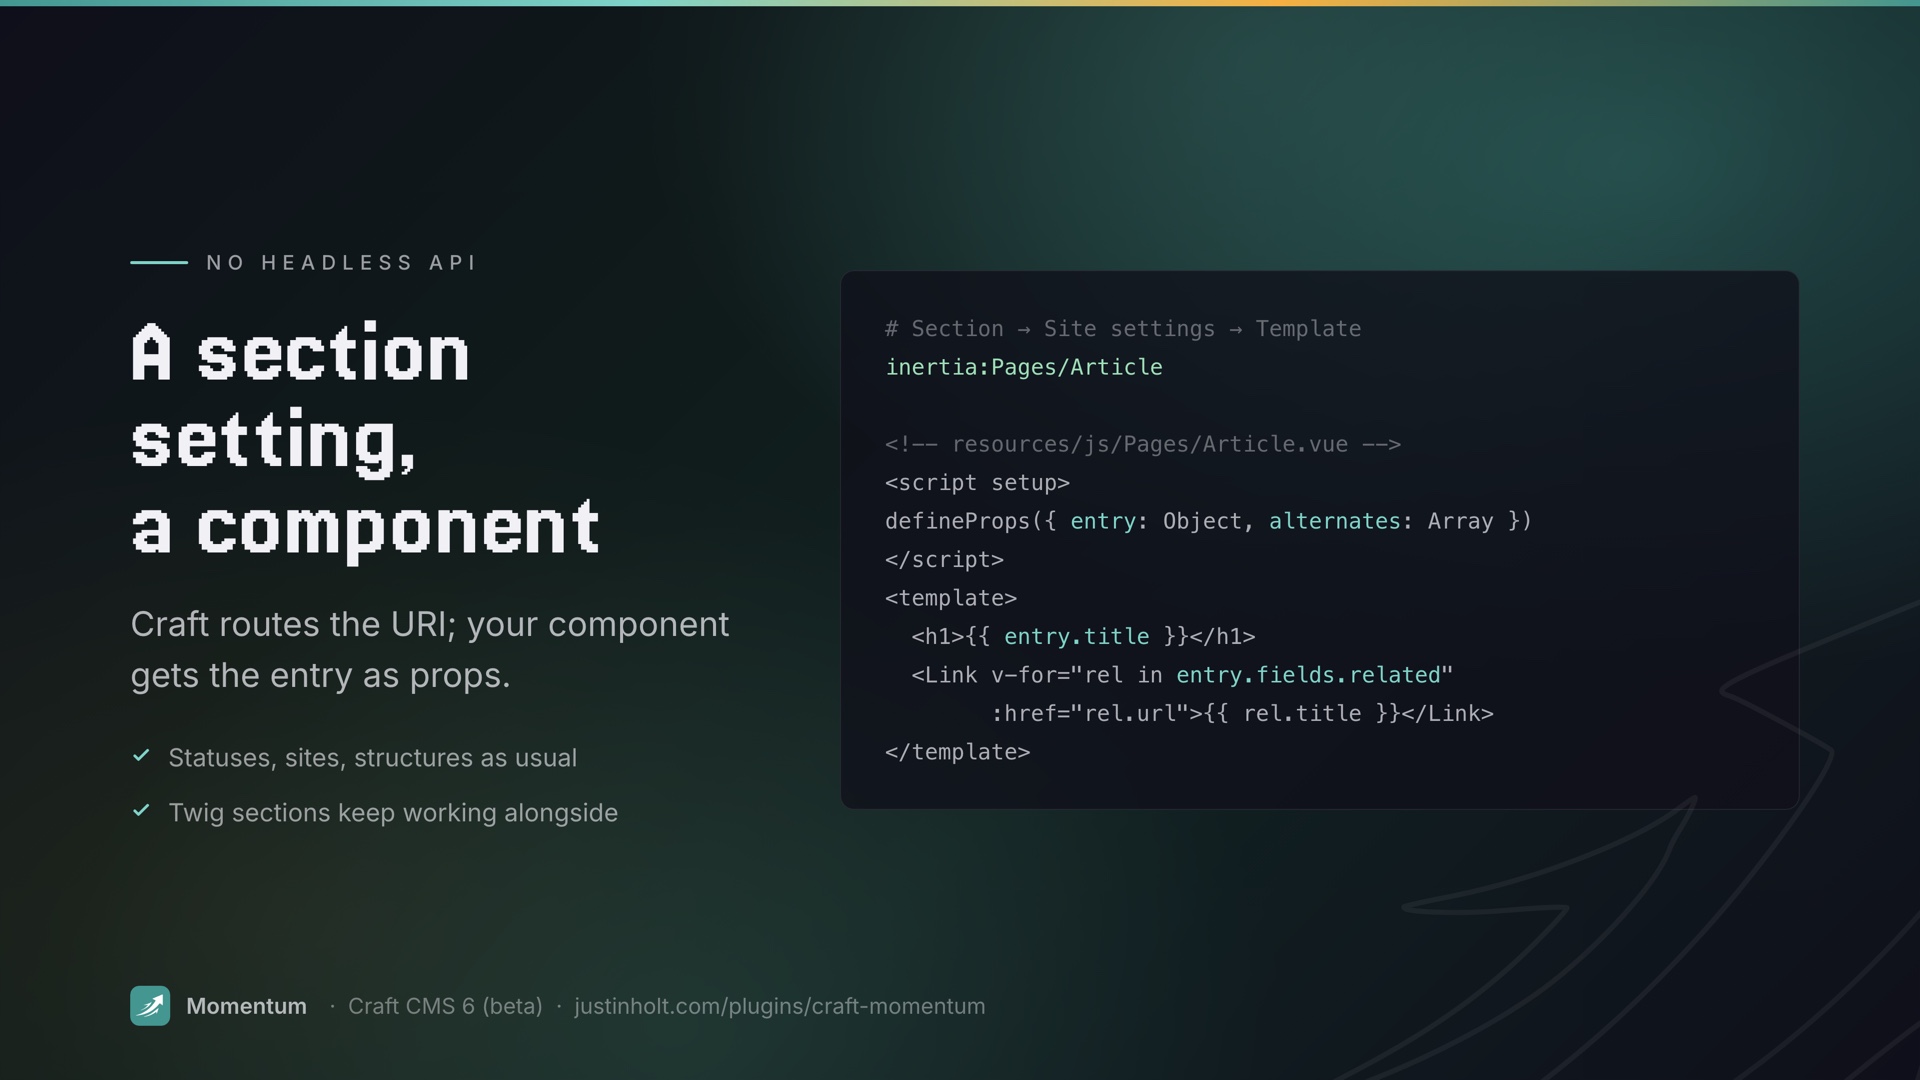 NO HEADLESS API
A section
setting,
a component
Craft routes the URI; your component
gets the entry as props.
Statuses, sites, structures as usual
Twig sections keep working alongside
# Section → Site settings → Template
inertia:Pages/Article
<!-- resources/js/Pages/Article.vue -->
<script setup>
defineProps({ entry: Object, alternates: Array })
</script>
<template>
  <h1>{{ entry.title }}</h1>
  <Link v-for="rel in entry.fields.related"
        :href="rel.url">{{ rel.title }}</Link>
</template>
Momentum · Craft CMS 6 (beta) · justinholt.com/plugins/craft-momentum